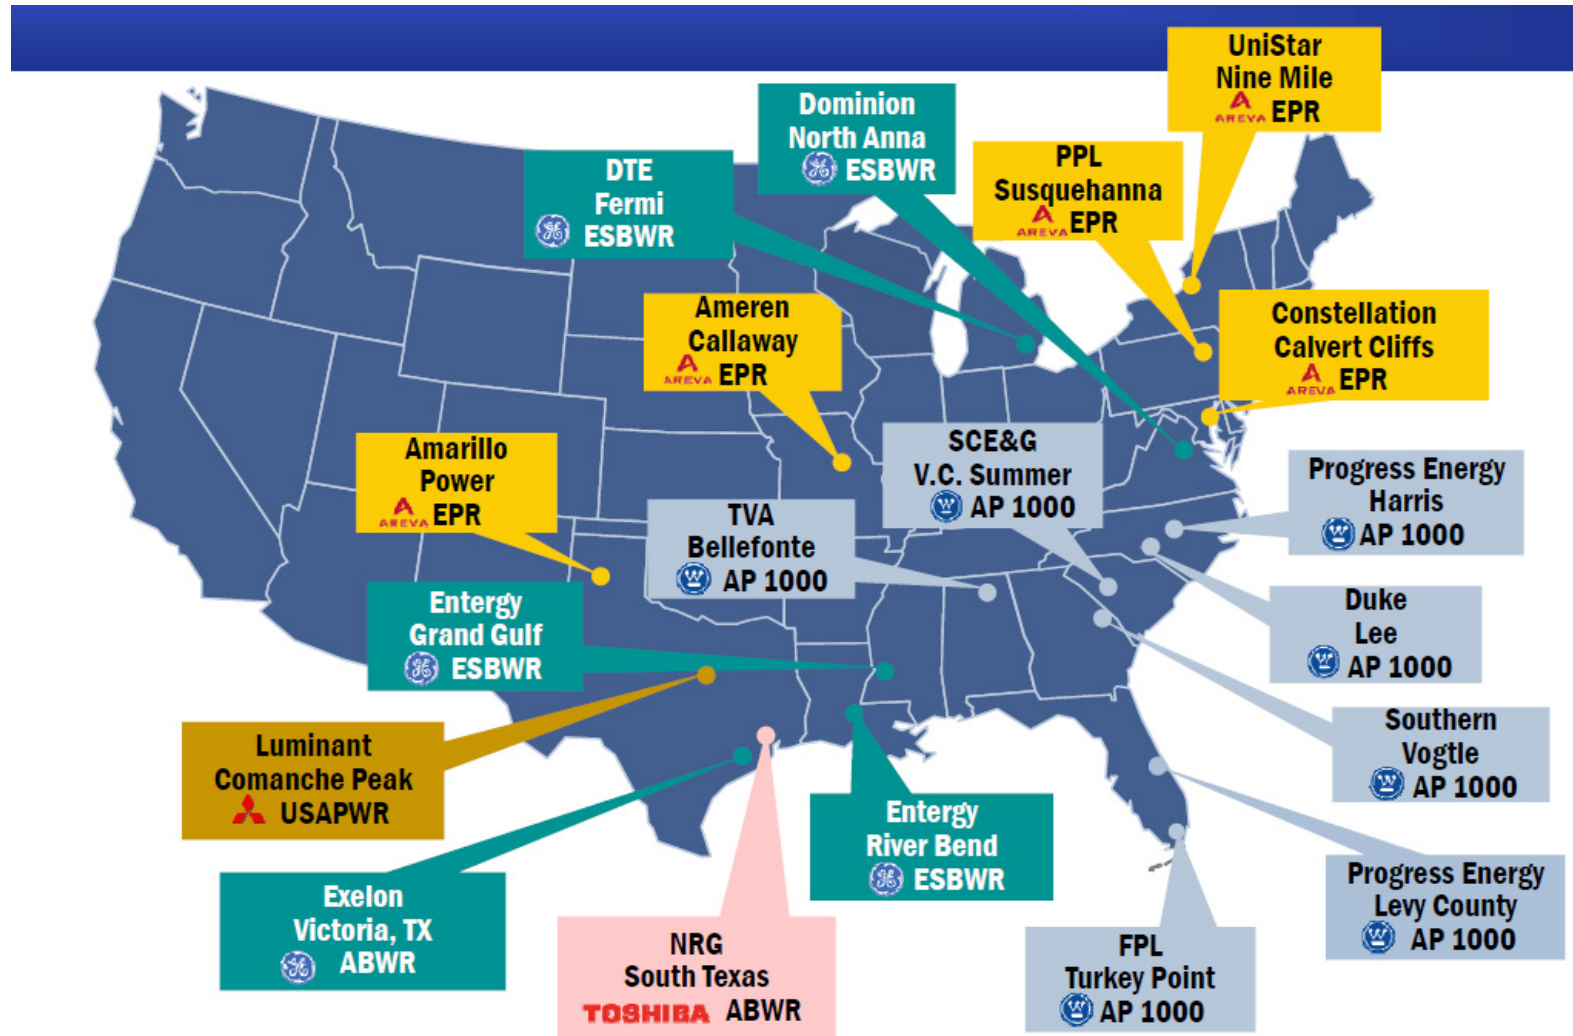 UniStar
Nine Mile
AREVA EPR
Dominion
North Anna
ESBWR
PPL
Susquehanna
AREVA EPR
DTE
Fermi
ESBWR
Ameren
Callaway
AREVA EPR
Constellation
Calvert Cliffs
AREVA EPR
Amarillo
Power
AREVA EPR
SCE&G
V.C. Summer
W AP 1000
Progress Energy
Harris
W AP 1000
TVA
Bellefonte
W AP 1000
Entergy
Grand Gulf
GE ESBWR
Duke
Lee
W AP 1000
Luminant
Comanche Peak
USAPWR
Southern
Vogtle
W AP 1000
Entergy
River Bend
GE ESBWR
Exelon
Victoria, TX
GE ABWR
Progress Energy
Levy County
W AP 1000
NRG
South Texas
TOSHIBA ABWR
FPL
Turkey Point
W AP 1000